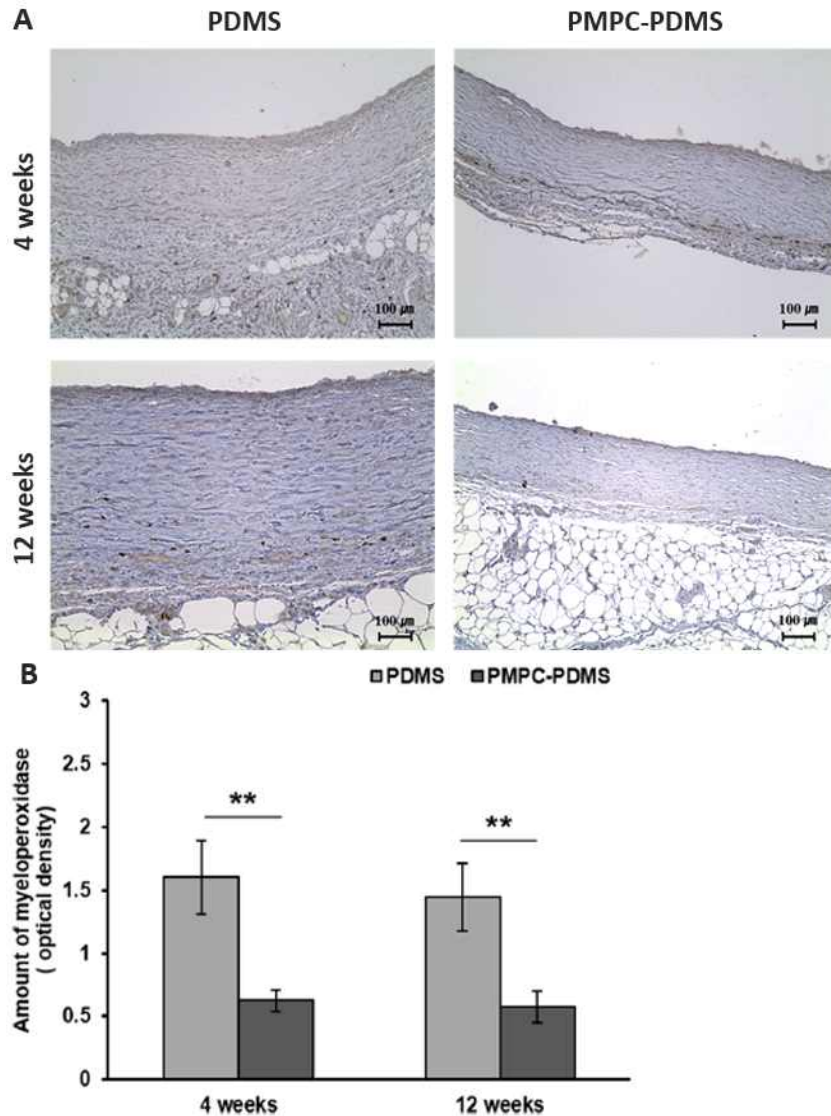 A
PDMS
PMPC-PDMS
4 weeks
100 μm
100 μm
12 weeks
100 μm
100 μm
B
PDMS
PMPC-PDMS
Amount of myeloperoxidase
( optical density)
3
2.5
2
1.5
1
0.5
0
**
**
4 weeks
12 weeks